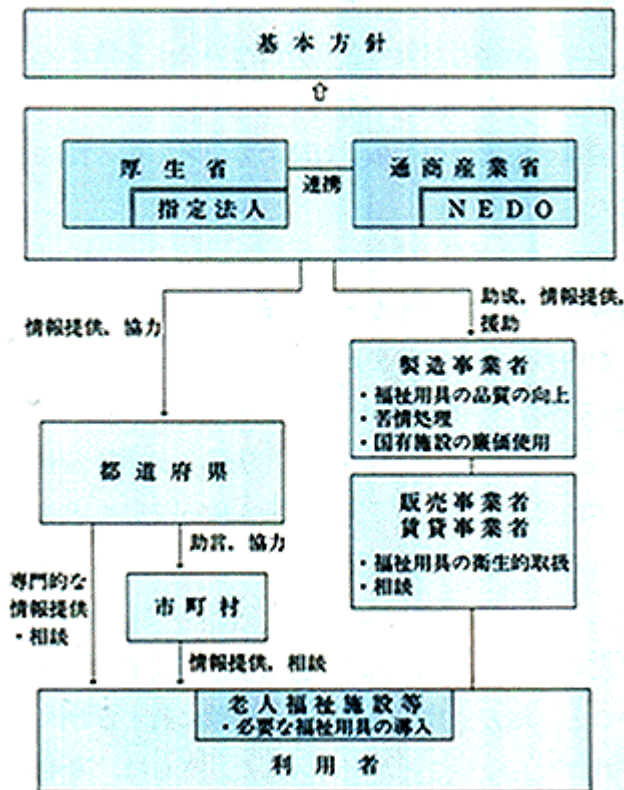 基本方針
厚生省
指定法人
連携
通商産業省
NEDO
情報提供，協力
助成，情報提供，
援助
製造事業者
・福祉用具の品質の向上
・苦情処理
・国有施設の廉価使用
都道府県
販売事業者
賃貸事業者
・福祉用具の衛生的取扱
・相談
助言，協力
専門的な
情報提供
・相談
市町村
情報提供，相談
老人福祉施設等
・必要な福祉用具の導入
利用者